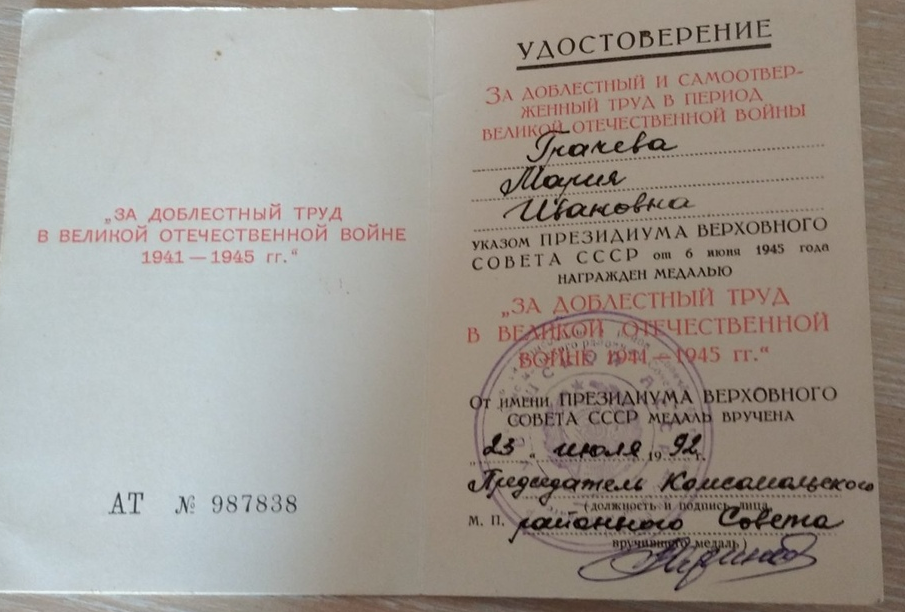 „ЗА ДОБЛЕСТНЫЙ ТРУД
В ВЕЛИКОЙ ОТЕЧЕСТВЕННОЙ ВОЙНЕ
1941 — 1945 гг.“
АТ № 987838
УДОСТОВЕРЕНИЕ
ЗА ДОБЛЕСТНЫЙ И САМООТВЕР-
ЖЕННЫЙ ТРУД В ПЕРИОД
ВЕЛИКОЙ ОТЕЧЕСТВЕННОЙ ВОЙНЫ
Грачева
Мария
Ивановна
УКАЗОМ ПРЕЗИДИУМА ВЕРХОВНОГО
СОВЕТА СССР от 6 июня 1945 года
НАГРАЖДЕН МЕДАЛЬЮ
„ЗА ДОБЛЕСТНЫЙ ТРУД
В ВЕЛИКОЙ ОТЕЧЕСТВЕННОЙ
ВОЙНЕ 1941 — 1945 гг.“
ОТ ИМЕНИ ПРЕЗИДИУМА ВЕРХОВНОГО
СОВЕТА СССР МЕДАЛЬ ВРУЧЕНА
„23“ июля 1992 г.
Председатель Комсомольского
(должность и подпись лица,
М. П. районного Совета
вручившего медаль)